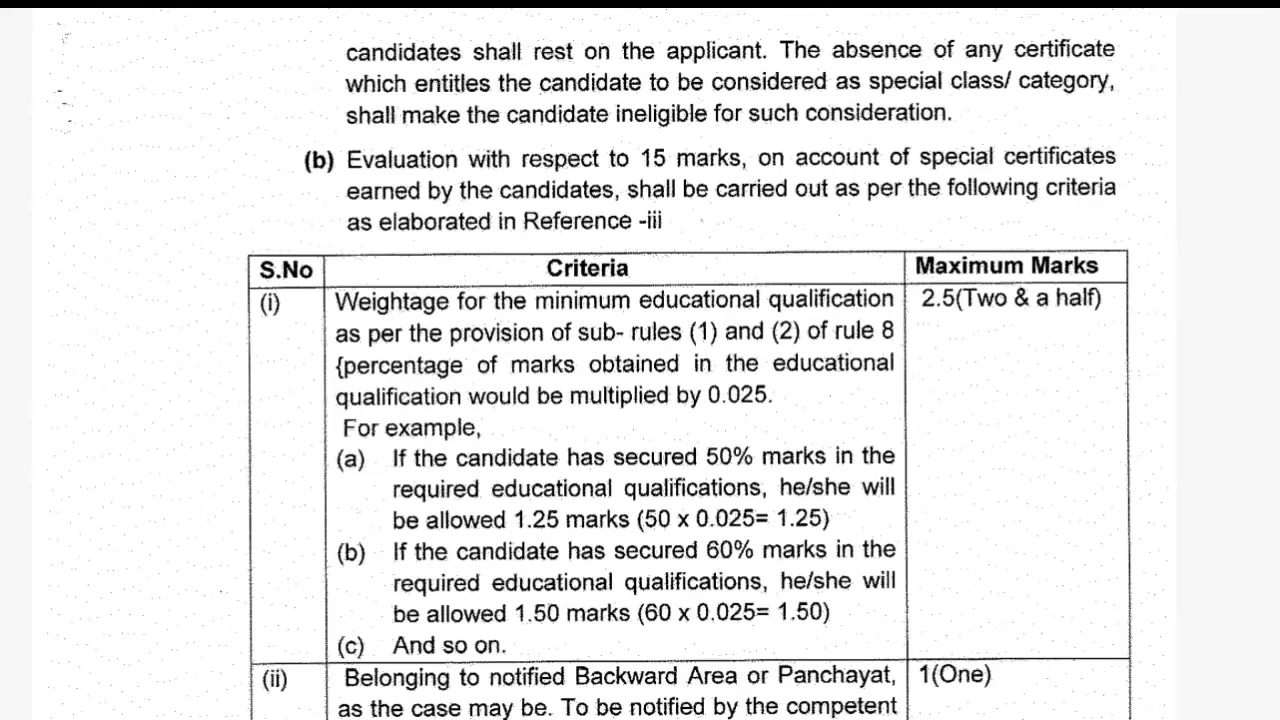 candidates shall rest on the applicant. The absence of any certificate
which entitles the candidate to be considered as special class/ category,
shall make the candidate ineligible for such consideration.
(b) Evaluation with respect to 15 marks, on account of special certificates
earned by the candidates, shall be carried out as per the following criteria
as elaborated in Reference -iii
S.No Criteria Maximum Marks
(i) Weightage for the minimum educational qualification 2.5(Two & a half)
as per the provision of sub- rules (1) and (2) of rule 8
{percentage of marks obtained in the educational
qualification would be multiplied by 0.025.
For example,
(a) If the candidate has secured 50% marks in the
required educational qualifications, he/she will
be allowed 1.25 marks (50 x 0.025= 1.25)
(b) If the candidate has secured 60% marks in the
required educational qualifications, he/she will
be allowed 1.50 marks (60 x 0.025= 1.50)
(c) And so on.
(ii) Belonging to notified Backward Area or Panchayat, 1(One)
as the case may be. To be notified by the competent